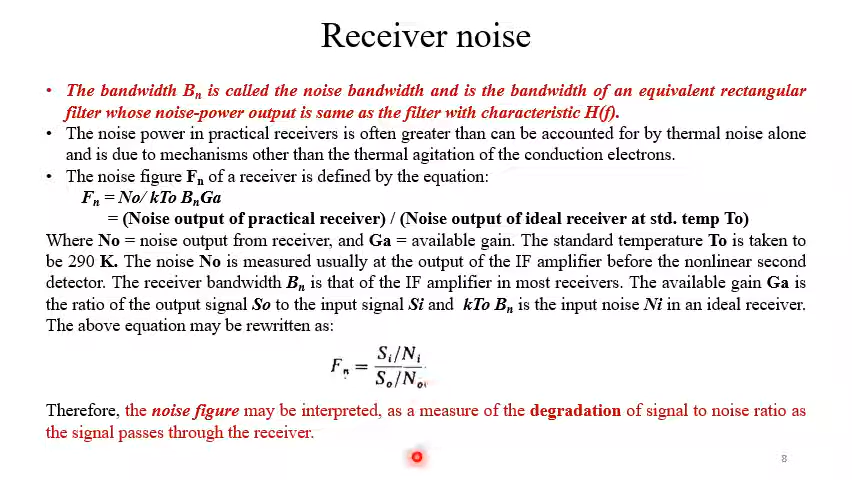 Receiver noise
• The bandwidth Bn is called the noise bandwidth and is the bandwidth of an equivalent rectangular
filter whose noise-power output is same as the filter with characteristic H(f).
• The noise power in practical receivers is often greater than can be accounted for by thermal noise alone
and is due to mechanisms other than the thermal agitation of the conduction electrons.
• The noise figure Fn of a receiver is defined by the equation:
Fn = No/ kTo BnGa
= (Noise output of practical receiver) / (Noise output of ideal receiver at std. temp To)
Where No = noise output from receiver, and Ga = available gain. The standard temperature To is taken to
be 290 K. The noise No is measured usually at the output of the IF amplifier before the nonlinear second
detector. The receiver bandwidth Bn is that of the IF amplifier in most receivers. The available gain Ga is
the ratio of the output signal So to the input signal Si and kTo Bn is the input noise Ni in an ideal receiver.
The above equation may be rewritten as:
Fn = Si/Ni
So/No
Therefore, the noise figure may be interpreted, as a measure of the degradation of signal to noise ratio as
the signal passes through the receiver.
8